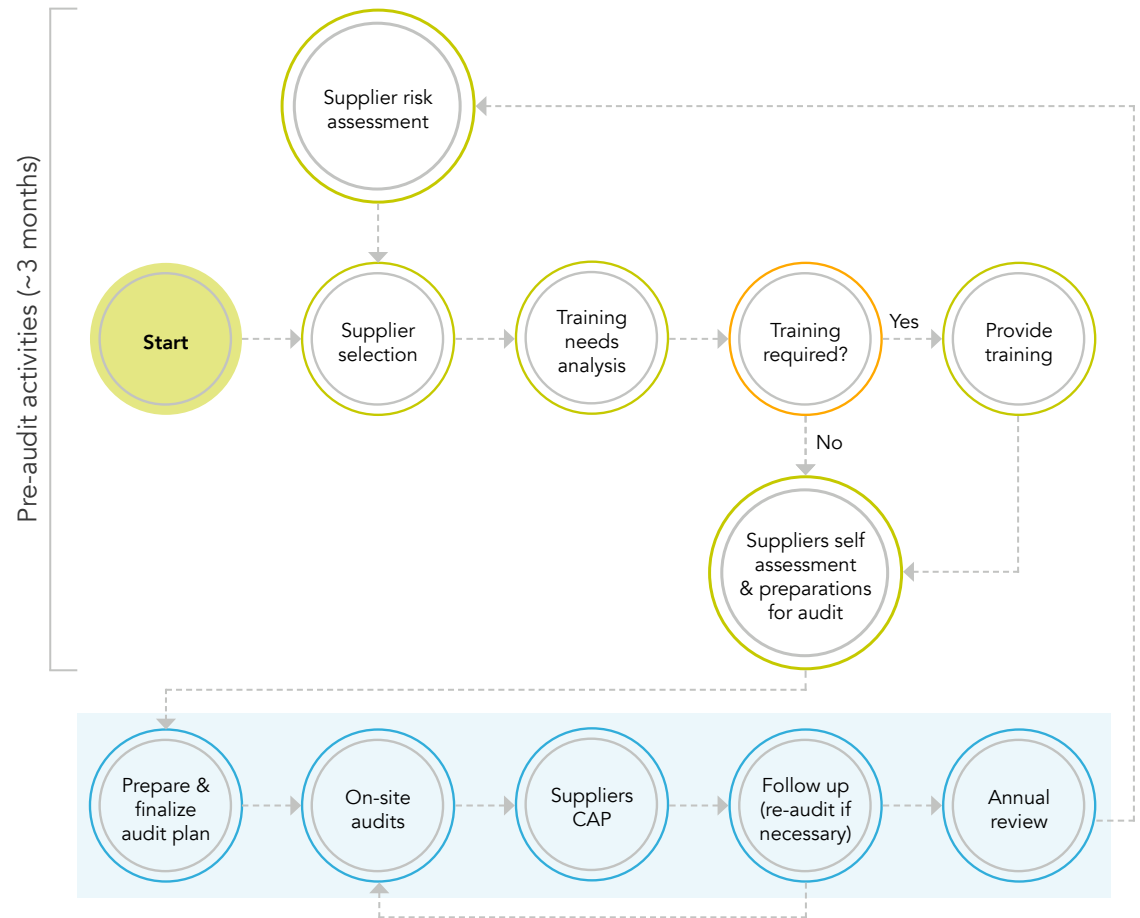 Pre-audit activities (~3 months)
Supplier risk
assessment
Start
Supplier
selection
Training
needs
analysis
Training
required?
Yes
Provide
training
No
Suppliers self
assessment
& preparations
for audit
Prepare &
finalize
audit plan
On-site
audits
Suppliers
CAP
Follow up
(re-audit if
necessary)
Annual
review